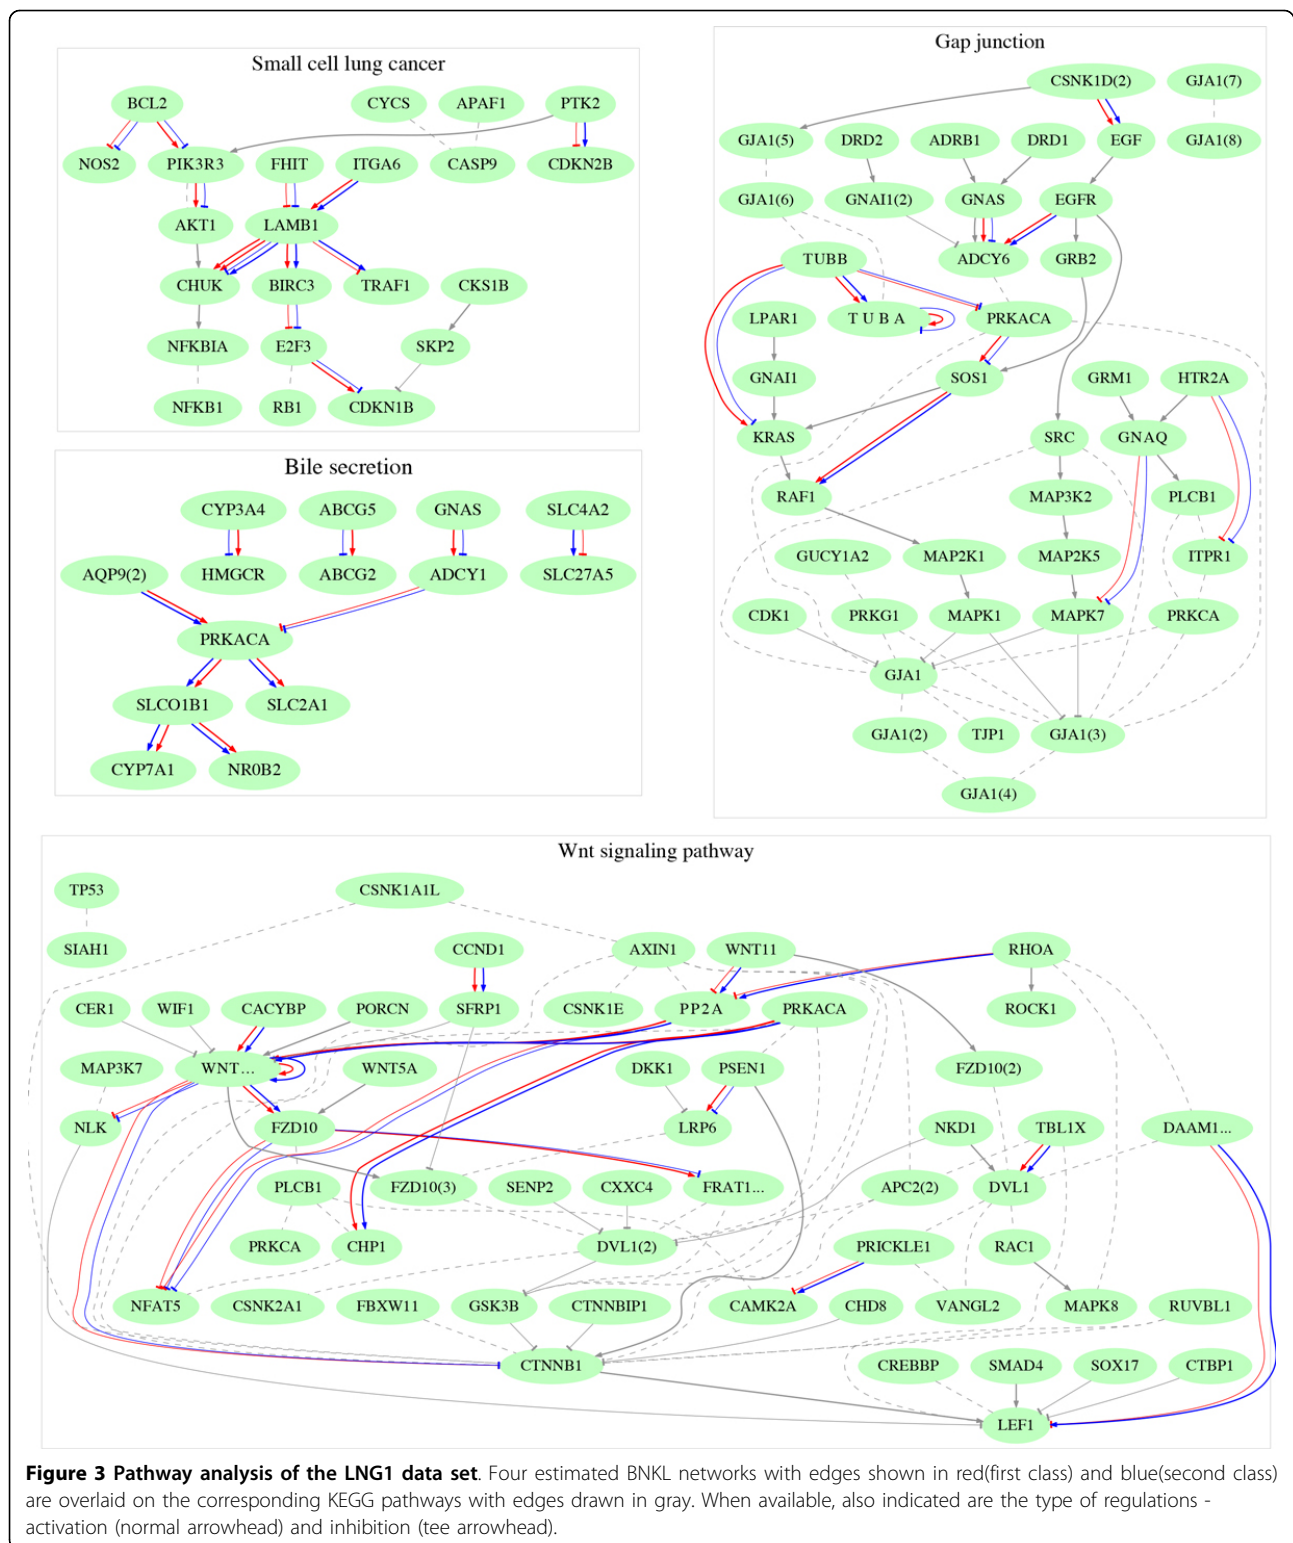 Small cell lung cancer
BCL2 CYCS APAF1 PTK2
NOS2 PIK3R3 FHIT ITGA6 CASP9 CDKN2B
AKT1 LAMB1
CHUK BIRC3 TRAF1 CKS1B
NFKBIA E2F3 SKP2
NFKB1 RB1 CDKN1B
Bile secretion
CYP3A4 ABCG5 GNAS SLC4A2
AQP9(2) HMGCR ABCG2 ADCY1 SLC27A5
PRKACA
SLCO1B1 SLC2A1
CYP7A1 NR0B2
Gap junction
CSNK1D(2) GJA1(7)
GJA1(5) DRD2 ADRB1 DRD1 EGF GJA1(8)
GJA1(6) GNAI1(2) GNAS EGFR
TUBB ADCY6 GRB2
LPAR1 T U B A PRKACA
GNAI1 SOS1 GRM1 HTR2A
KRAS SRC GNAQ
RAF1 MAP3K2 PLCB1
GUCY1A2 MAP2K1 MAP2K5 ITPR1
CDK1 PRKG1 MAPK1 MAPK7 PRKCA
GJA1
GJA1(2) TJP1 GJA1(3)
GJA1(4)
Wnt signaling pathway
TP53 CSNK1A1L
SIAH1 CCND1 AXIN1 WNT11 RHOA
CER1 WIF1 CACYBP PORCN SFRP1 CSNK1E PP2A PRKACA ROCK1
MAP3K7 WNT... WNT5A DKK1 PSEN1 FZD10(2)
NLK FZD10 LRP6 NKD1 TBL1X DAAM1...
PLCB1 FZD10(3) SENP2 CXXC4 FRAT1... APC2(2) DVL1
PRKCA CHP1 DVL1(2) PRICKLE1 RAC1
NFAT5 CSNK2A1 FBXW11 GSK3B CTNNBIP1 CAMK2A CHD8 VANGL2 MAPK8 RUVBL1
CTNNB1 CREBBP SMAD4 SOX17 CTBP1
LEF1
Figure 3 Pathway analysis of the LNG1 data set. Four estimated BNKL networks with edges shown in red(first class) and blue(second class)
are overlaid on the corresponding KEGG pathways with edges drawn in gray. When available, also indicated are the type of regulations -
activation (normal arrowhead) and inhibition (tee arrowhead).